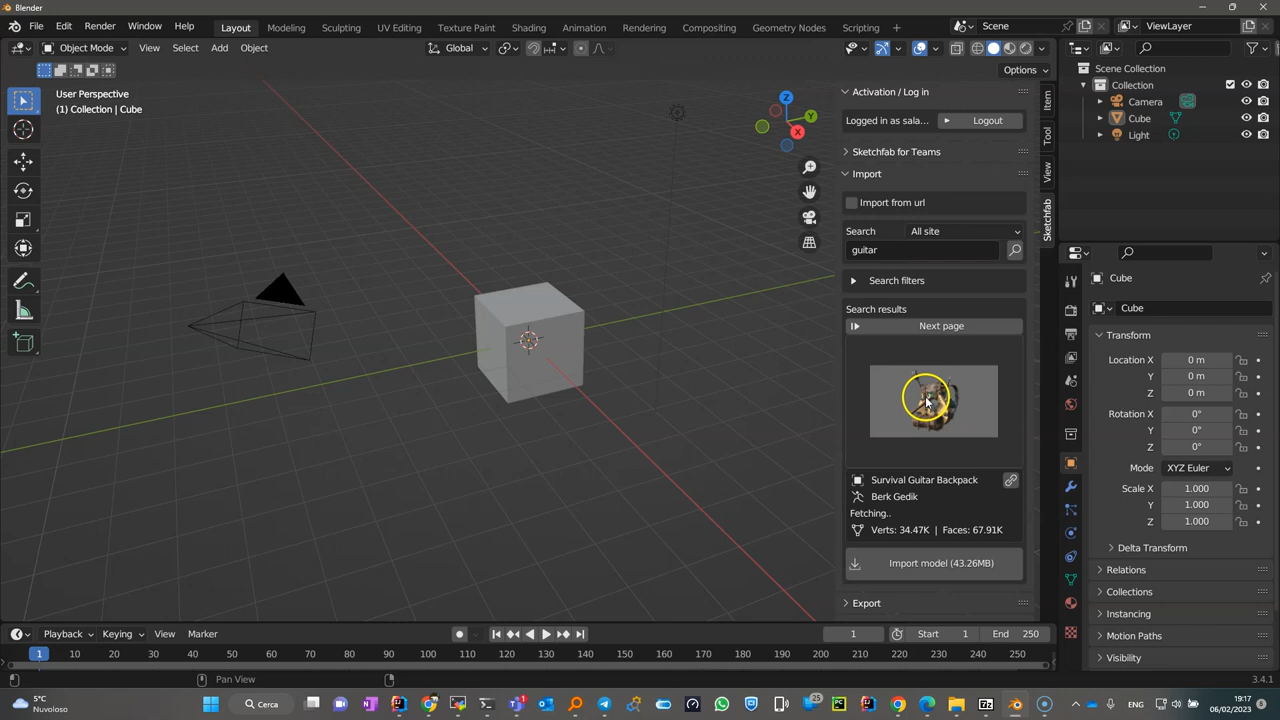 Blender
File Edit Render Window Help Layout Modeling Sculpting UV Editing Texture Paint Shading Animation Rendering Compositing Geometry Nodes Scripting + Scene ViewLayer
Object Mode View Select Add Object Global
Options
User Perspective
(1) Collection | Cube
Z
Y
X
Activation / Log in
Logged in as sala... Logout
Sketchfab for Teams
Import
Import from url
Search All site
guitar
Search filters
Search results
Next page
Survival Guitar Backpack
Berk Gedik
Fetching..
Verts: 34.47K | Faces: 67.91K
Import model (43.26MB)
Export
Item
Tool
View
Sketchfab
Scene Collection
Collection
Camera
Cube
Light
Cube
Cube
Transform
Location X 0 m
Y 0 m
Z 0 m
Rotation X 0°
Y 0°
Z 0°
Mode XYZ Euler
Scale X 1.000
Y 1.000
Z 1.000
Delta Transform
Relations
Collections
Instancing
Motion Paths
Visibility
Playback Keying View Marker 1 Start 1 End 250
1 10 20 30 40 50 60 70 80 90 100 110 120 130 140 150 160 170 180 190 200 210 220 230 240 250
Pan View 3.4.1
5°C
Nuvoloso
Cerca
25
ENG
19:17
06/02/2023